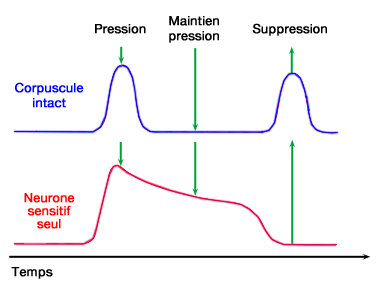 Pression
Maintien
pression
Suppression
Corpuscule
intact
Neurone
sensitif
seul
Temps